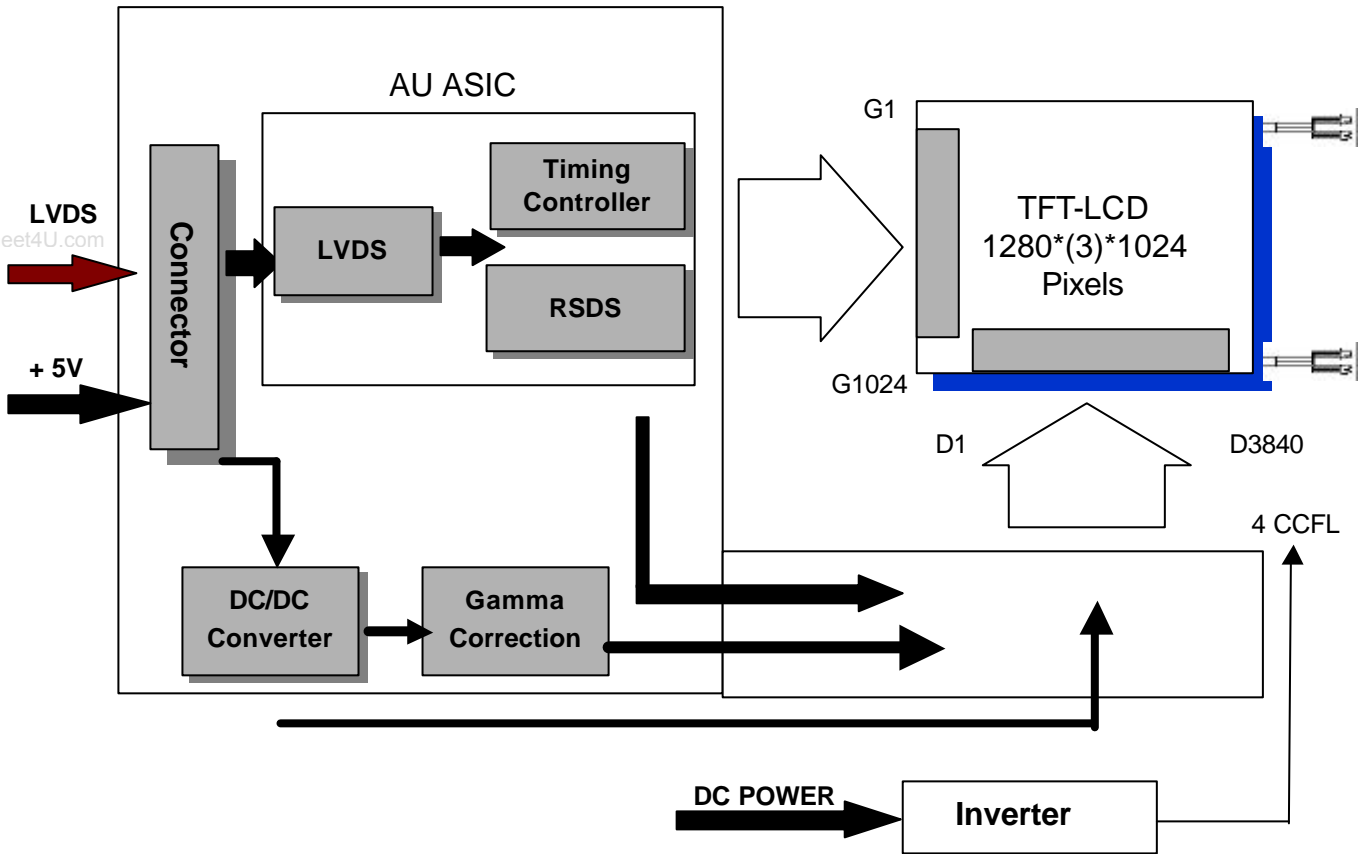 AU ASIC
G1
Timing
Controller
TFT-LCD
1280*(3)*1024
Pixels
LVDS
eet4U.com
Connector
LVDS
RSDS
+ 5V
G1024
D1
D3840
4 CCFL
DC/DC
Converter
Gamma
Correction
DC POWER
Inverter